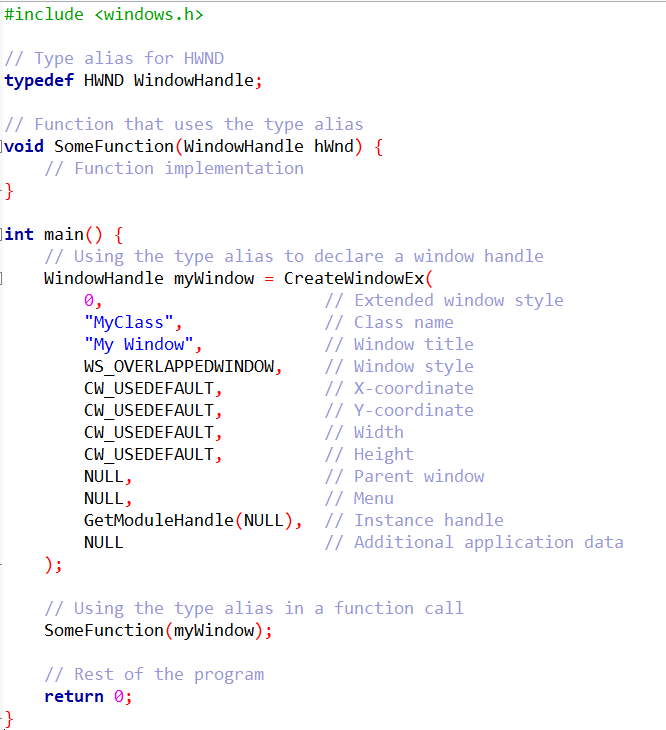 #include <windows.h>
// Type alias for HWND
typedef HWND WindowHandle;
// Function that uses the type alias
void SomeFunction(WindowHandle hWnd) {
    // Function implementation
}
int main() {
    // Using the type alias to declare a window handle
    WindowHandle myWindow = CreateWindowEx(
        0,                      // Extended window style
        "MyClass",              // Class name
        "My Window",            // Window title
        WS_OVERLAPPEDWINDOW,    // Window style
        CW_USEDEFAULT,          // X-coordinate
        CW_USEDEFAULT,          // Y-coordinate
        CW_USEDEFAULT,          // Width
        CW_USEDEFAULT,          // Height
        NULL,                   // Parent window
        NULL,                   // Menu
        GetModuleHandle(NULL),  // Instance handle
        NULL                    // Additional application data
    );
    // Using the type alias in a function call
    SomeFunction(myWindow);
    // Rest of the program
    return 0;
}